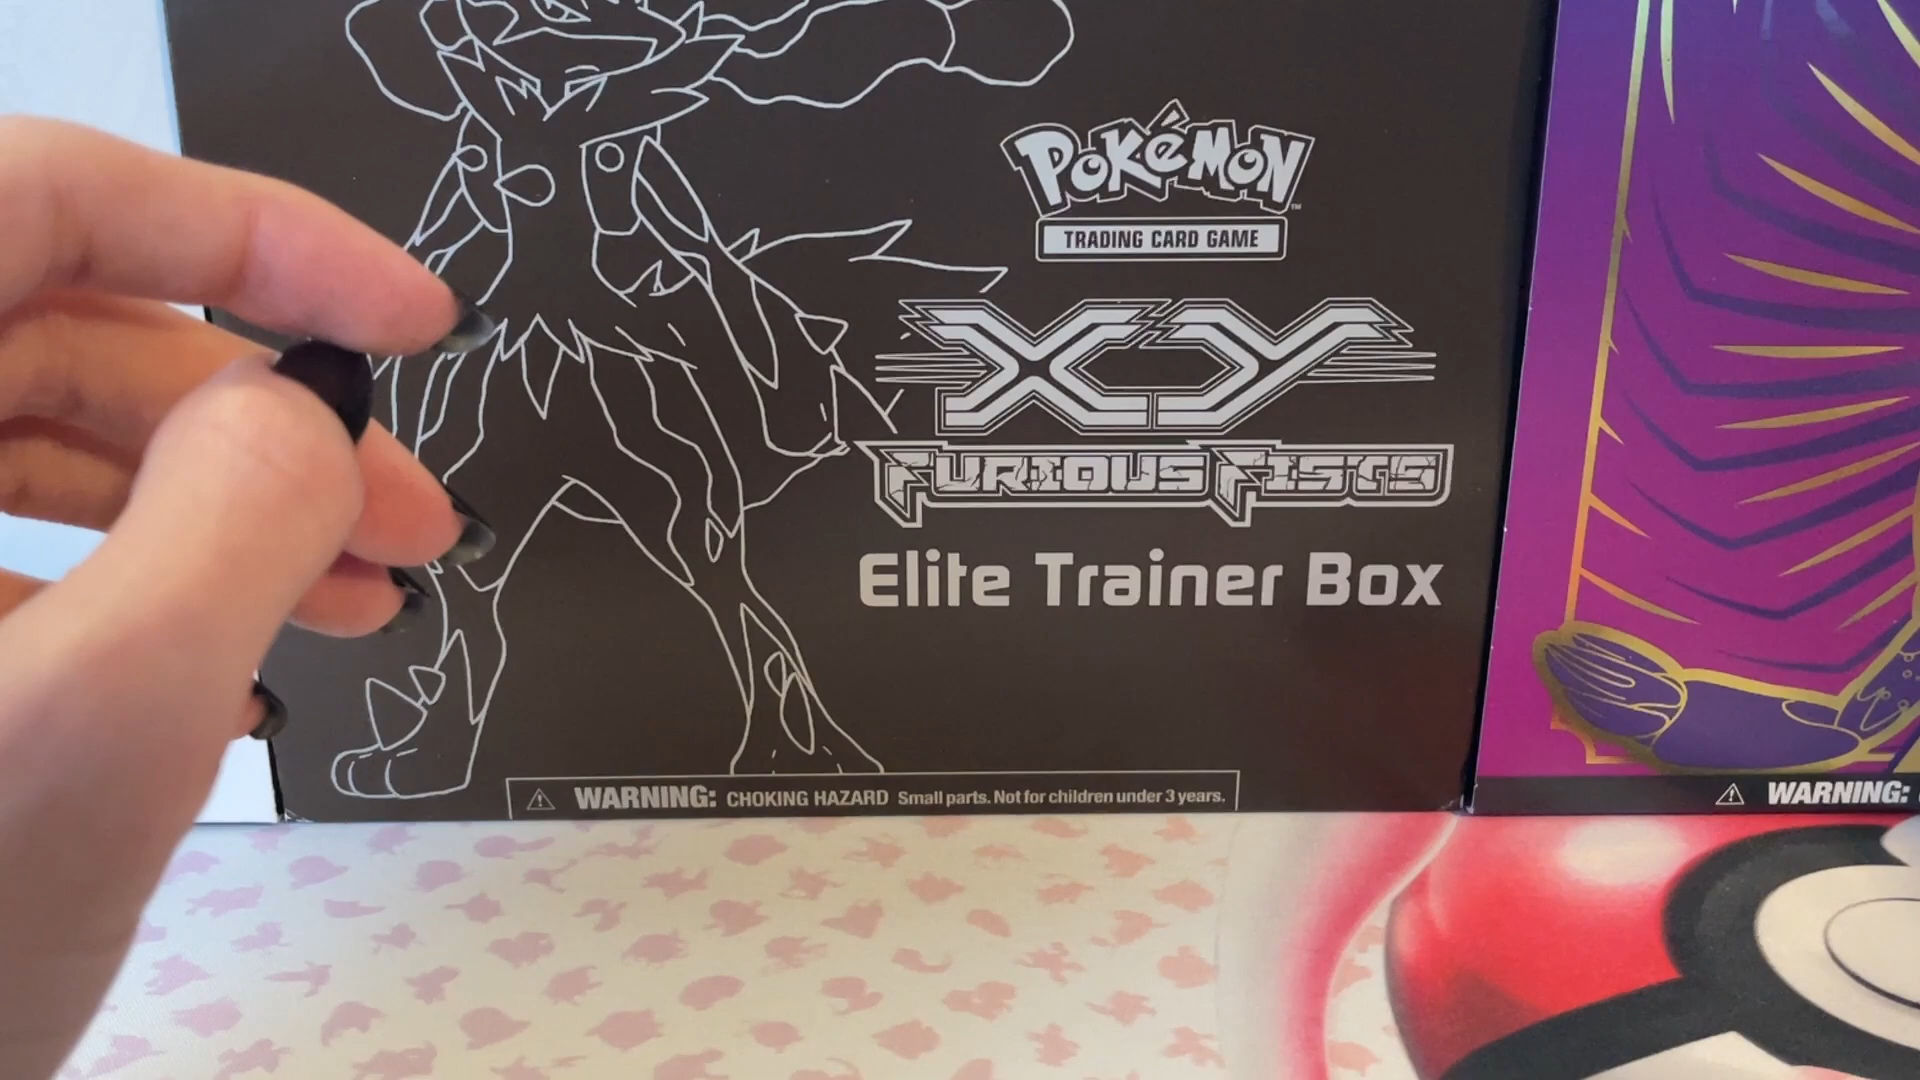 POKéMON
TM
TRADING CARD GAME
XY
FURIOUS FISTS
Elite Trainer Box
WARNING: CHOKING HAZARD Small parts. Not for children under 3 years.
WARNING: